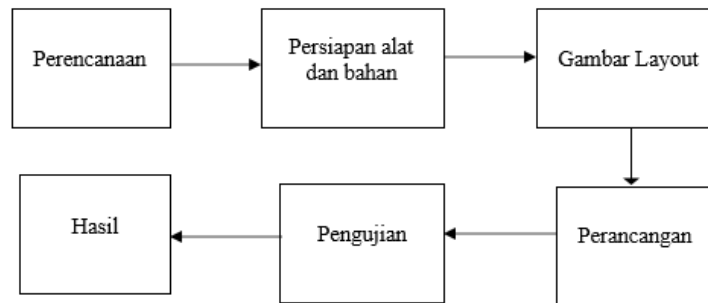 Perencanaan
Persiapan alat
dan bahan
Gambar Layout
Perancangan
Pengujian
Hasil